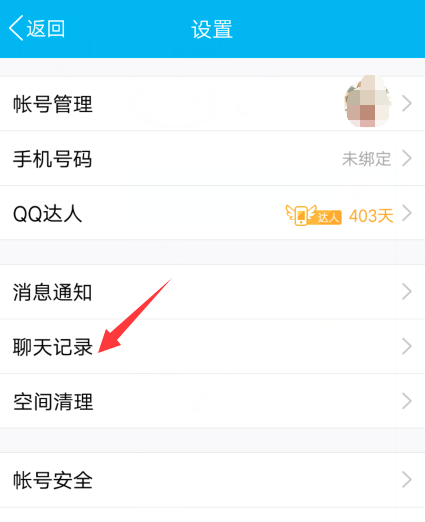 返回 设置
帐号管理
手机号码 未绑定
QQ达人 达人 403天
消息通知
聊天记录
空间清理
帐号安全